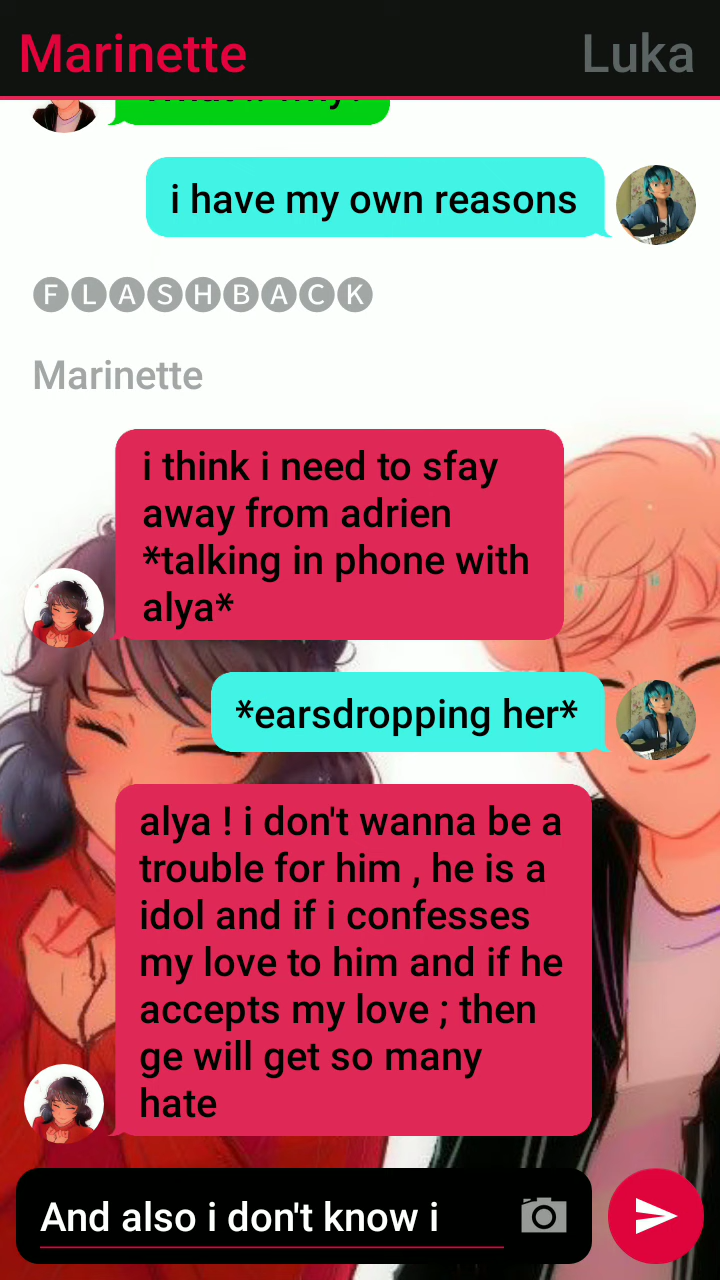 Marinette Luka
i have my own reasons
🅕🅛🅐🅢🅗🅑🅐🅒🅚
Marinette
i think i need to sfay
away from adrien
*talking in phone with
alya*
*earsdropping her*
alya ! i don't wanna be a
trouble for him , he is a
idol and if i confesses
my love to him and if he
accepts my love ; then
ge will get so many
hate
And also i don't know i